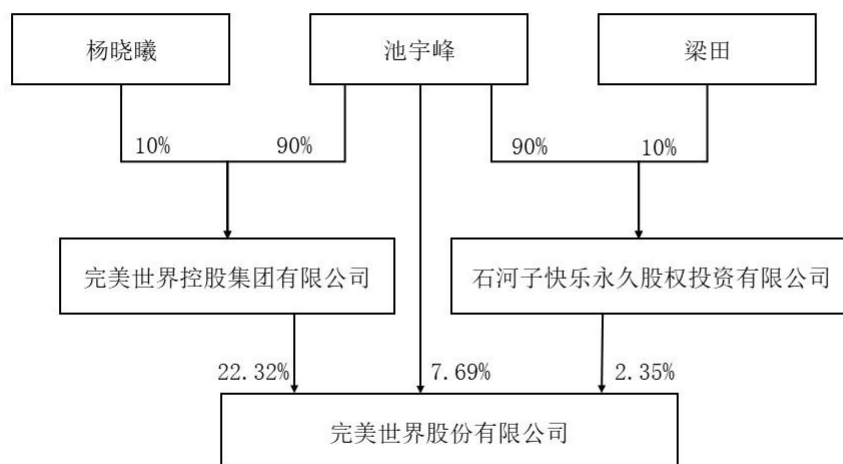 杨晓曦
池宇峰
梁田
10%
90%
90%
10%
完美世界控股集团有限公司
石河子快乐永久股权投资有限公司
22.32%
7.69%
2.35%
完美世界股份有限公司